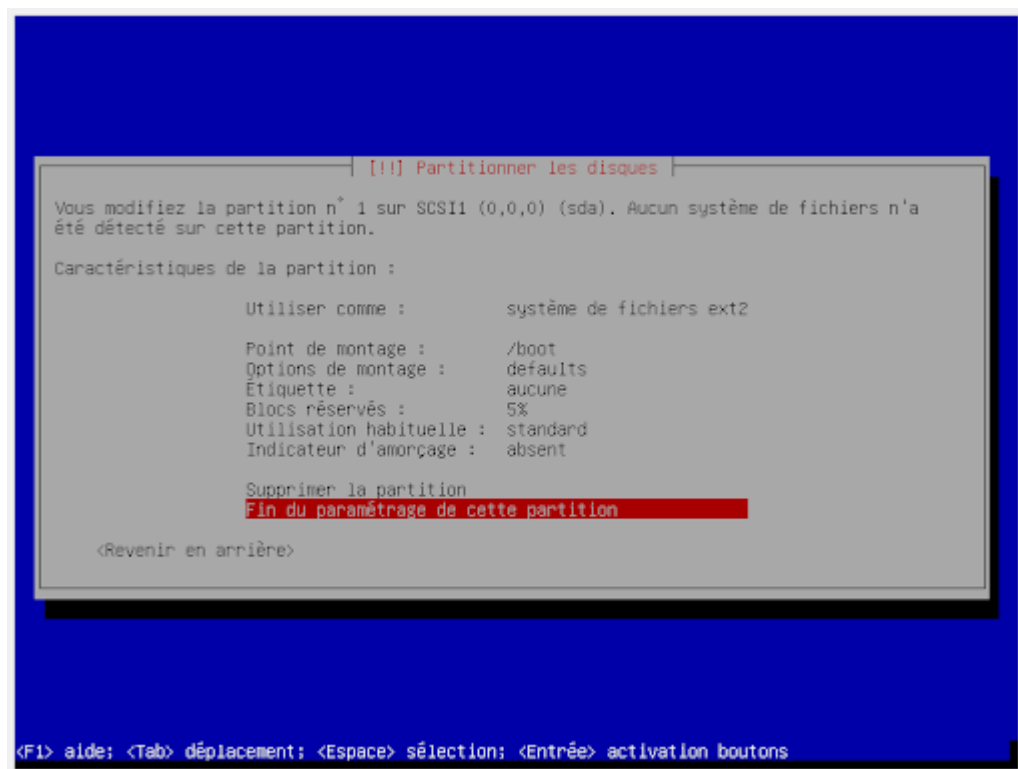 [!!] Partitionner les disques
Vous modifiez la partition n° 1 sur SCSI1 (0,0,0) (sda). Aucun système de fichiers n'a
été détecté sur cette partition.
Caractéristiques de la partition :
Utiliser comme : système de fichiers ext2
Point de montage : /boot
Options de montage : defaults
Étiquette : aucune
Blocs réservés : 5%
Utilisation habituelle : standard
Indicateur d'amorçage : absent
Supprimer la partition
Fin du paramétrage de cette partition
<Revenir en arrière>
<F1> aide; <Tab> déplacement; <Espace> sélection; <Entrée> activation boutons